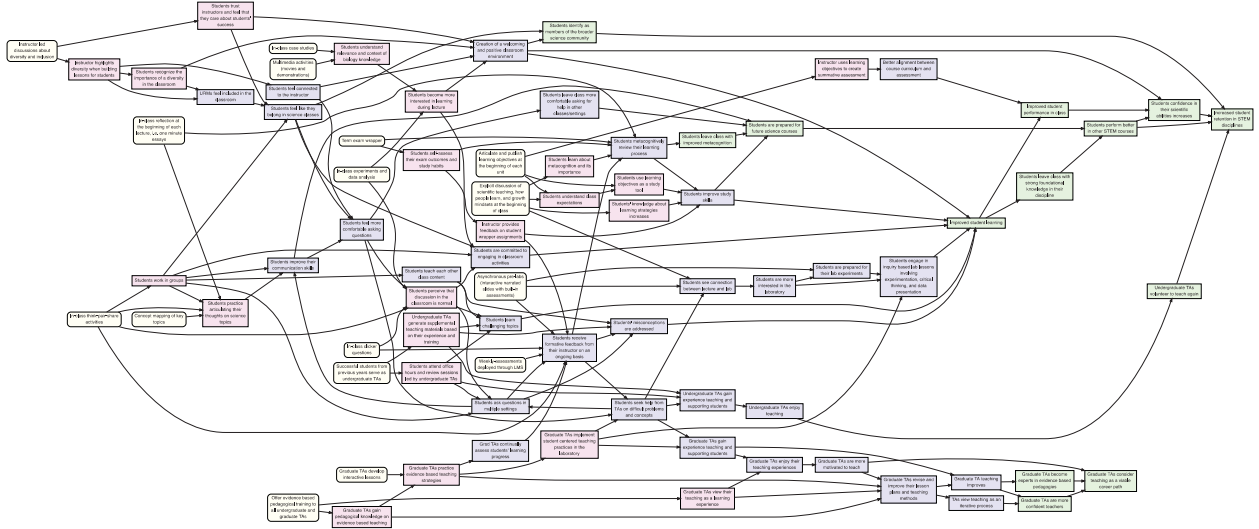 Students trust
instructors and feel that
they care about students'
success
Instructor led
discussions about
diversity and inclusion
Instructor highlights
diversity when building
lessons for students
Students recognize the
importance of a diversity
in the classroom
URMs feel included in the
classroom
Students feel connected
to the instructor
Students feel like they
belong in science classes
In-class case studies
Multimedia activities
(movies and
demonstrations)
Students understand
relevance and context of
biology knowledge
Creation of a welcoming
and positive classroom
environment
Students identify as
members of the broader
science community
Students become more
interested in learning
during lecture
Students leave class more
comfortable asking for
help in other
classes/settings
Instructor uses learning
objectives to create
summative assessment
Better alignment between
course curriculum and
assessment
Improved student
performance in class
Students confidence in
their scientific
abilities increases
Increased student
retention in STEM
disciplines
Students perform better
in other STEM courses
In-class reflection at
the beginning of each
lecture, i.e. one minute
essays
Term exam wrapper
Students self-assess
their exam outcomes and
study habits
In-class experiments and
data analysis
Articulate and publish
learning objectives at
the beginning of each
unit
Students metacognitively
review their learning
process
Students leave class with
improved metacognition
Students are prepared for
future science courses
Students learn about
metacognition and its
importance
Students use learning
objectives as a study
tool
Explicit discussion of
scientific teaching, how
people learn, and growth
mindsets at the beginning
of class
Students understand class
expectations
Students' knowledge about
learning strategies
increases
Students improve study
skills
Students leave class with
strong foundational
knowledge in their
discipline
Improved student learning
Students feel more
comfortable asking
questions
Instructor provides
feedback on student
wrapper assignments
Students are committed to
engaging in classroom
activities
Students work in groups
Students improve their
communication skills
Students teach each other
class content
Asynchronous pre-labs
(interactive narrated
slides with built-in
assessments)
Students see connection
between lecture and lab
Students are more
interested in the
laboratory
Students are prepared for
their lab experiments
Students engage in
inquiry based lab lessons
involving
experimentation, critical
thinking, and data
presentation
Undergraduate TAs
volunteer to teach again
In-class think-pair-share
activities
Concept mapping of key
topics
Students practice
articulating their
thoughts on science
topics
Students perceive that
discussion in the
classroom is normal
Undergraduate TAs
generate supplemental
teaching materials based
on their experience and
training
Students learn
challenging topics
Students' misconceptions
are addressed
In-class clicker
questions
Students receive
formative feedback from
their instructor on an
ongoing basis
Successful students from
previous years serve as
undergraduate TAs
Students attend office
hours and review sessions
led by undergraduate TAs
Weekly assessments
deployed through LMS
Students ask questions in
multiple settings
Students seek help from
TAs on difficult problems
and concepts
Undergraduate TAs gain
experience teaching and
supporting students
Undergraduate TAs enjoy
teaching
Grad TAs continually
assess students' learning
progress
Graduate TAs implement
student centered teaching
practices in the
laboratory
Graduate TAs gain
experience teaching and
supporting students
Graduate TAs develop
interactive lessons
Graduate TAs practice
evidence based teaching
strategies
Graduate TAs enjoy their
teaching experiences
Graduate TAs are more
motivated to teach
Graduate TAs revise and
improve their lesson
plans and teaching
methods
Graduate TA teaching
improves
Graduate TAs become
experts in evidence based
pedagogies
Graduate TAs consider
teaching as a viable
career path
Offer evidence based
pedagogical training to
all undergraduate and
graduate TAs
Graduate TAs gain
pedagogical knowledge on
evidence based teaching
Graduate TAs view their
teaching as a learning
experience
TAs view teaching as an
iterative process
Graduate TAs are more
confident teachers